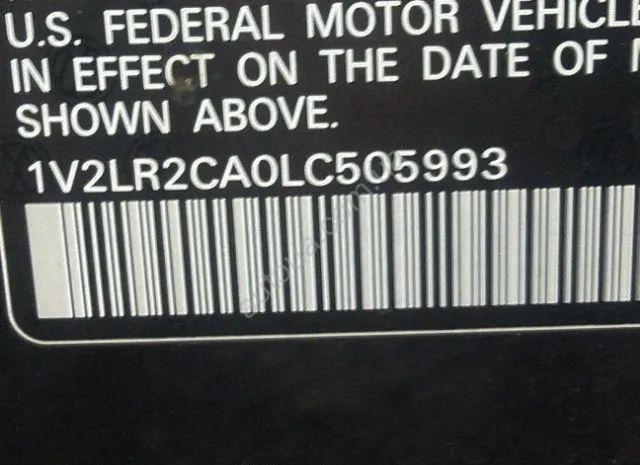 U.S. FEDERAL MOTOR VEHICLE
IN EFFECT ON THE DATE OF
SHOWN ABOVE.
1V2LR2CA0LC505993